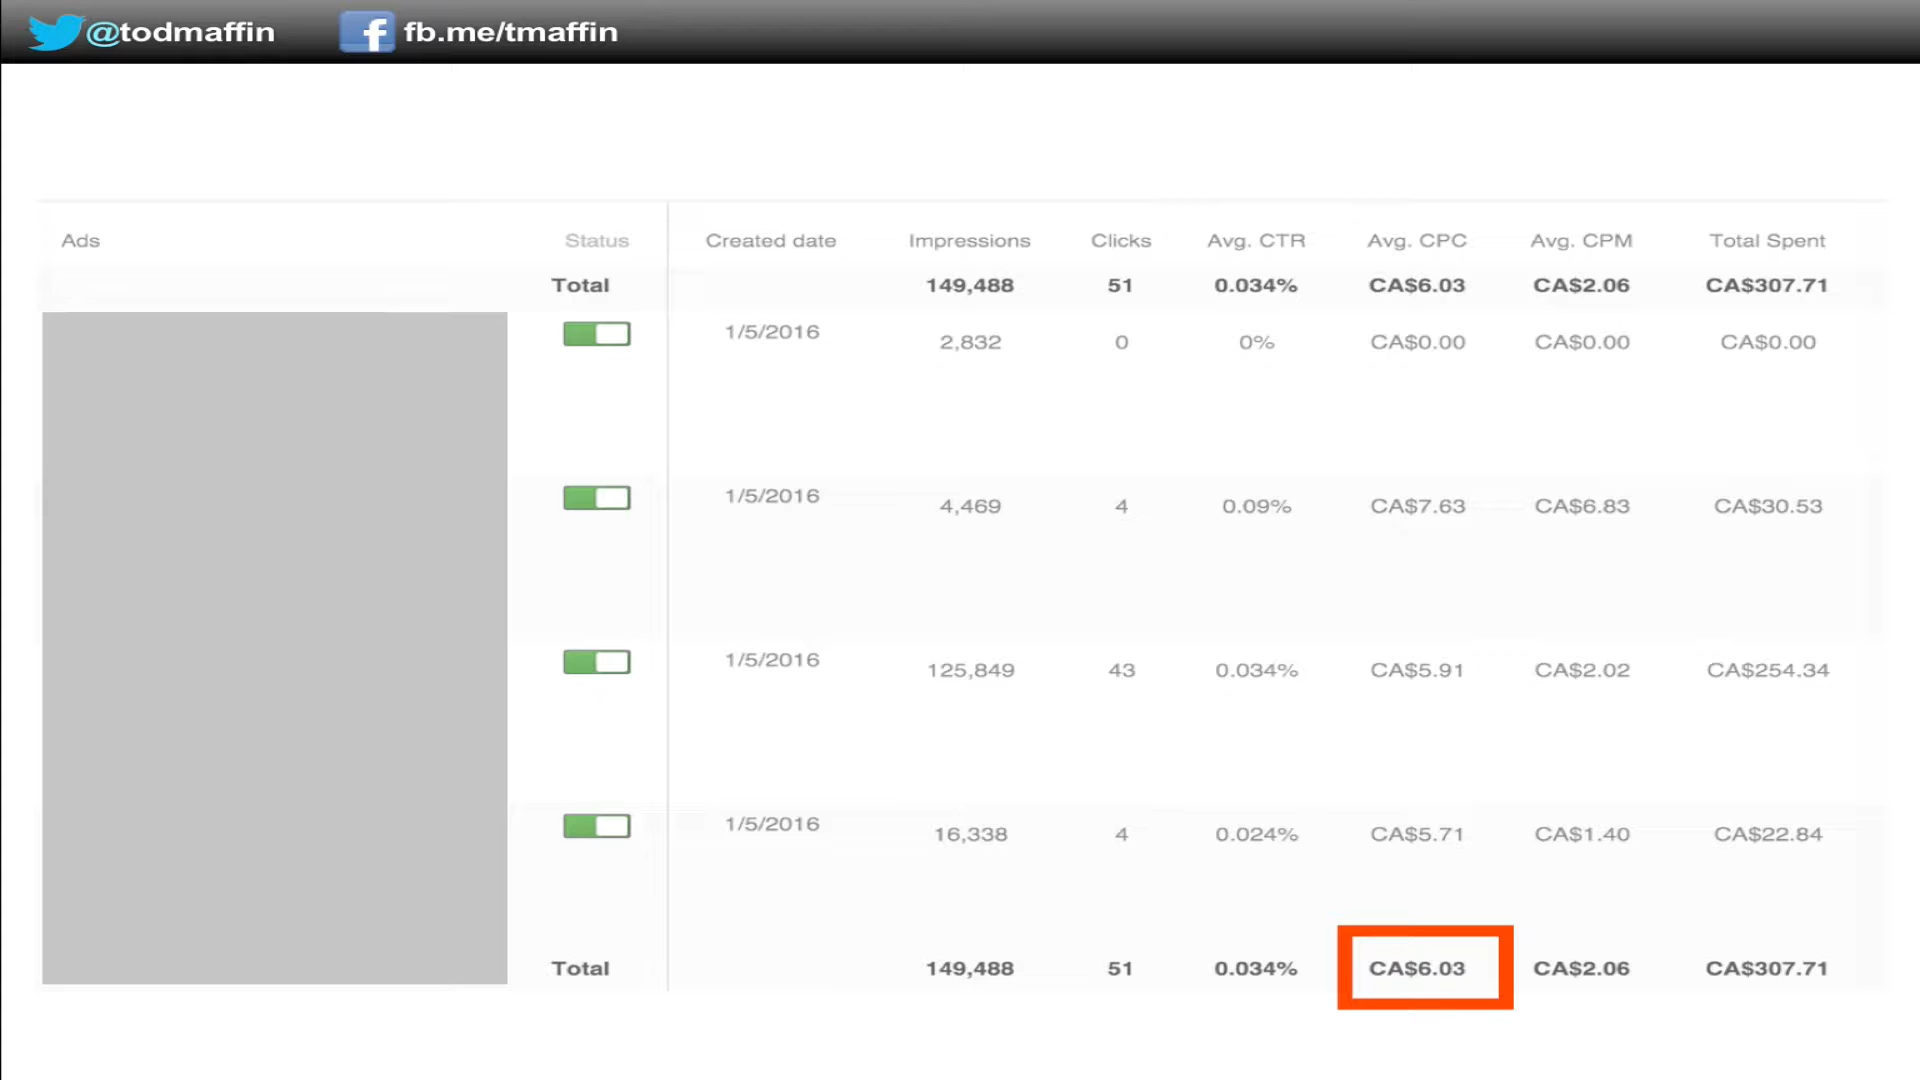 @todmaffin fb.me/tmaffin
Ads Status Created date Impressions Clicks Avg. CTR Avg. CPC Avg. CPM Total Spent
Total 149,488 51 0.034% CA$6.03 CA$2.06 CA$307.71
1/5/2016 2,832 0 0% CA$0.00 CA$0.00 CA$0.00
1/5/2016 4,469 4 0.09% CA$7.63 CA$6.83 CA$30.53
1/5/2016 125,849 43 0.034% CA$5.91 CA$2.02 CA$254.34
1/5/2016 16,338 4 0.024% CA$5.71 CA$1.40 CA$22.84
Total 149,488 51 0.034% CA$6.03 CA$2.06 CA$307.71